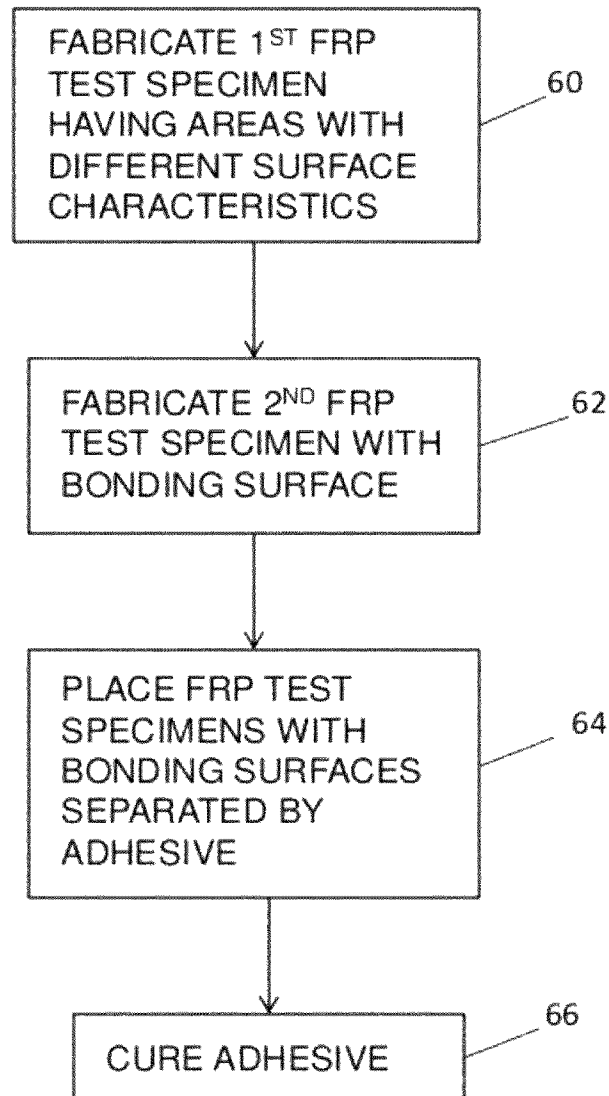 FABRICATE 1ST FRP
TEST SPECIMEN
HAVING AREAS WITH
DIFFERENT SURFACE
CHARACTERISTICS
60
FABRICATE 2ND FRP
TEST SPECIMEN WITH
BONDING SURFACE
62
PLACE FRP TEST
SPECIMENS WITH
BONDING SURFACES
SEPARATED BY
ADHESIVE
64
CURE ADHESIVE
66